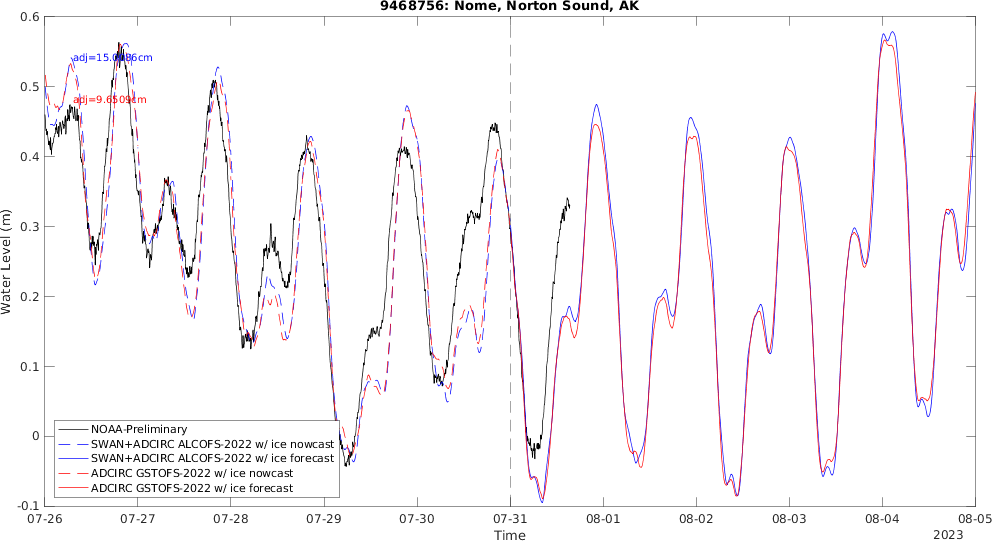 9468756: Nome, Norton Sound, AK
0.6
0.5
0.4
0.3
0.2
0.1
0
-0.1
Water Level (m)
adj=9.6509cm
NOAA-Preliminary
SWAN+ADCIRC ALCOFS-2022 w/ ice nowcast
SWAN+ADCIRC ALCOFS-2022 w/ ice forecast
ADCIRC GSTOFS-2022 w/ ice nowcast
ADCIRC GSTOFS-2022 w/ ice forecast
07-26 07-27 07-28 07-29 07-30 07-31 08-01 08-02 08-03 08-04 08-05
Time
2023